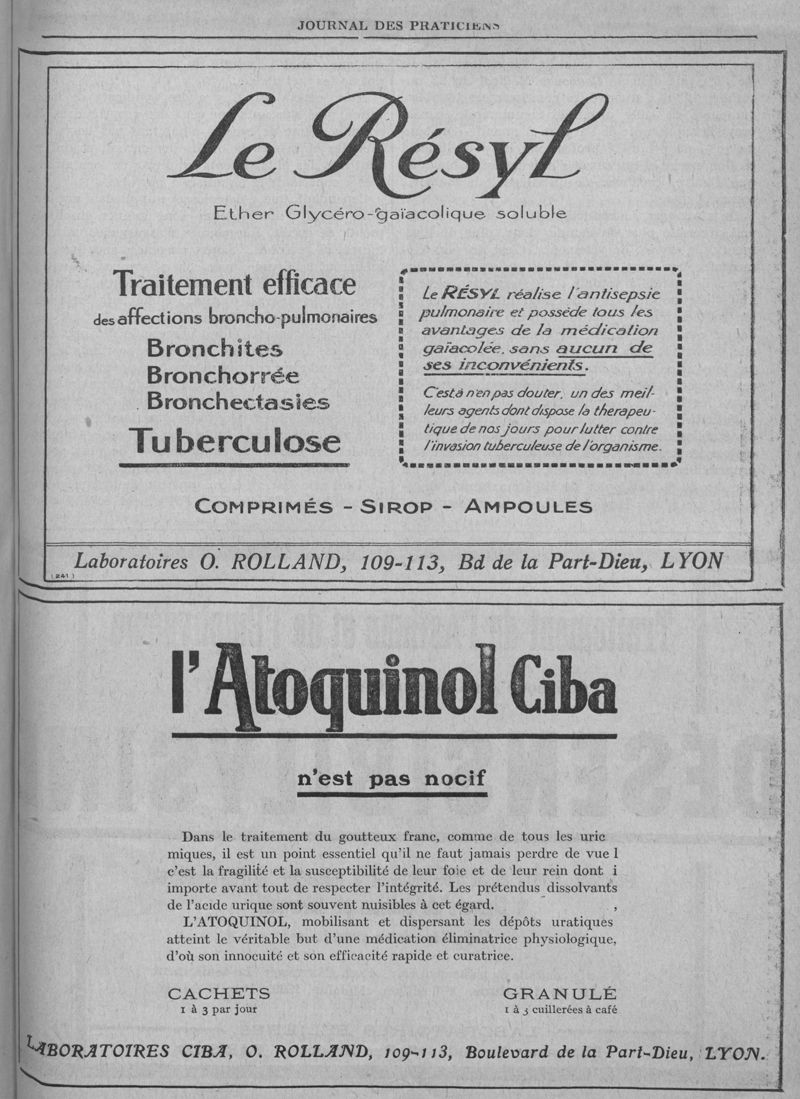 JOURNAL DES PRATICIENS
Le Résyl
Ether Glycéro-gaïacolique soluble
Traitement efficace
des affections broncho-pulmonaires
Bronchites
Bronchorrée
Bronchectasies
Tuberculose
Le RÉSYL réalise l'antisepsie
pulmonaire et possède tous les
avantages de la médication
gaïacolée, sans aucun de
ses inconvénients.
C'est à n'en pas douter, un des meil-
leurs agents dont dispose la therapeu-
tique de nos jours pour lutter contre
l'invasion tuberculeuse de l'organisme.
COMPRIMÉS - SIROP - AMPOULES
Laboratoires O. ROLLAND, 109-113, Bd de la Part-Dieu, LYON
(241)
l'Atoquinol Ciba
n'est pas nocif
Dans le traitement du goutteux franc, comme de tous les uric
miques, il est un point essentiel qu'il ne faut jamais perdre de vue l
c'est la fragilité et la susceptibilité de leur foie et de leur rein dont i
importe avant tout de respecter l'intégrité. Les prétendus dissolvants
de l'acide urique sont souvent nuisibles à cet égard.
L'ATOQUINOL, mobilisant et dispersant les dépôts uratiques
atteint le véritable but d'une médication éliminatrice physiologique,
d'où son innocuité et son efficacité rapide et curatrice.
CACHETS
1 à 3 par jour
GRANULÉ
1 à 3 cuillerées à café
LABORATOIRES CIBA, O. ROLLAND, 109-113, Boulevard de la Part-Dieu, LYON.